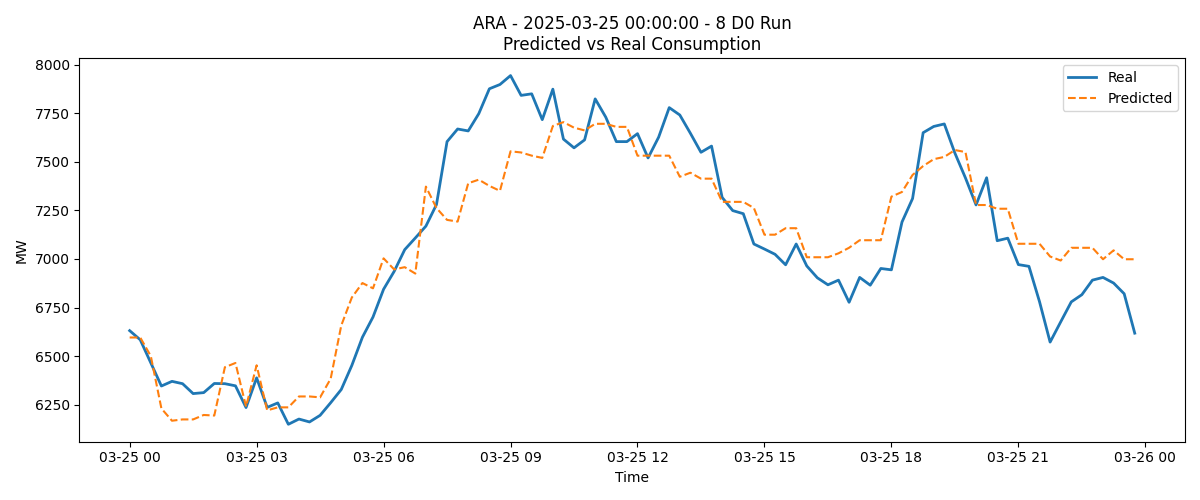 ARA - 2025-03-25 00:00:00 - 8 D0 Run
Predicted vs Real Consumption
Real
Predicted
MW
8000
7750
7500
7250
7000
6750
6500
6250
03-25 00
03-25 03
03-25 06
03-25 09
03-25 12
03-25 15
03-25 18
03-25 21
03-26 00
Time